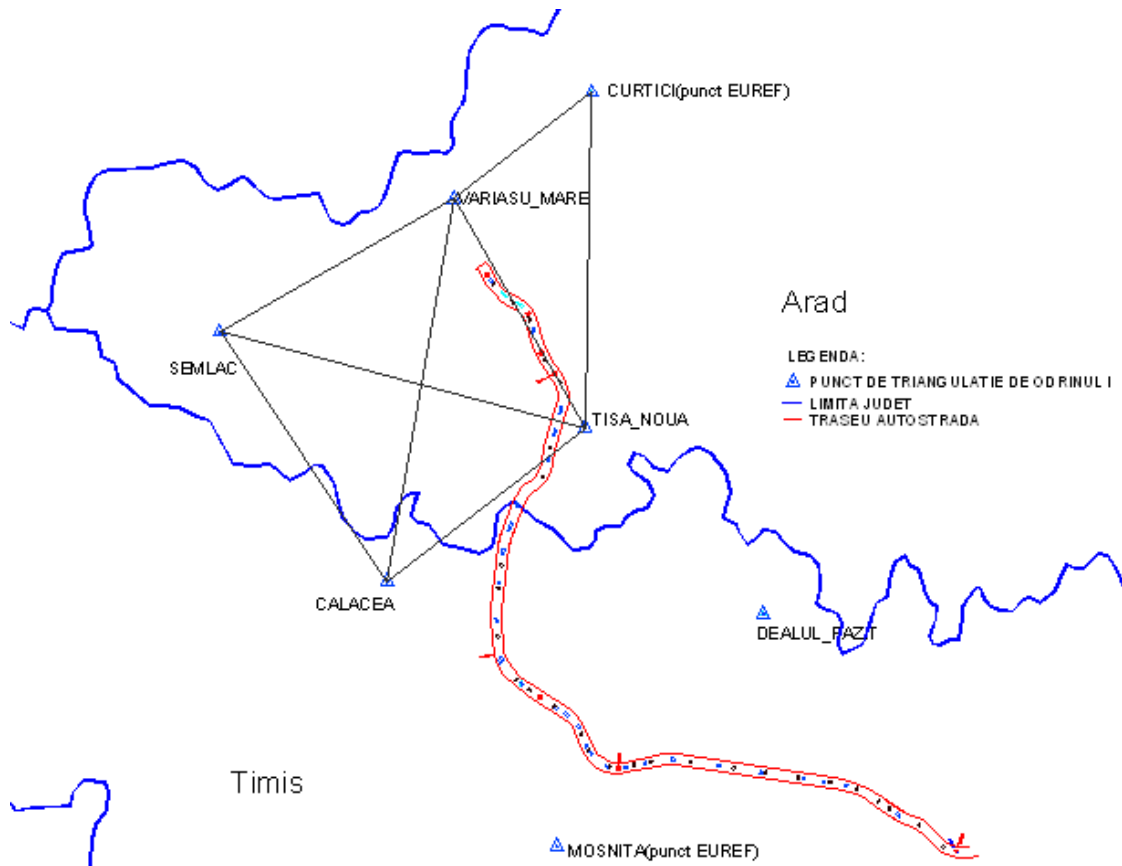 CURTICI(punct EUREF)
VARIASU_MARE
Arad
SEMLAC
LEGENDA:
PUNCT DE TRIANGULATIE DE ODRINUL I
LIMITA JUDET
TRASEU AUTOSTRADA
TISA_NOUA
CALACEA
DEALUL_PAZIT
Timis
MOSNITA(punct EUREF)